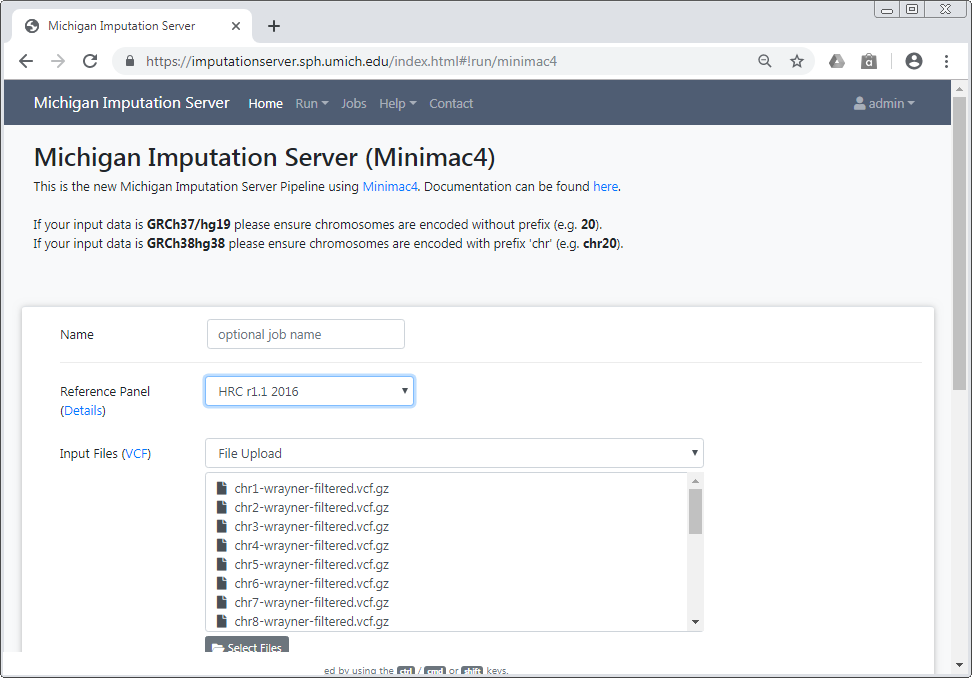 Michigan Imputation Server
https://imputationserver.sph.umich.edu/index.html#!run/minimac4
Michigan Imputation Server Home Run Jobs Help Contact admin
Michigan Imputation Server (Minimac4)
This is the new Michigan Imputation Server Pipeline using Minimac4. Documentation can be found here.
If your input data is GRCh37/hg19 please ensure chromosomes are encoded without prefix (e.g. 20).
If your input data is GRCh38hg38 please ensure chromosomes are encoded with prefix 'chr' (e.g. chr20).
Name optional job name
Reference Panel HRC r1.1 2016
(Details)
Input Files (VCF) File Upload
chr1-wrayner-filtered.vcf.gz
chr2-wrayner-filtered.vcf.gz
chr3-wrayner-filtered.vcf.gz
chr4-wrayner-filtered.vcf.gz
chr5-wrayner-filtered.vcf.gz
chr6-wrayner-filtered.vcf.gz
chr7-wrayner-filtered.vcf.gz
chr8-wrayner-filtered.vcf.gz
Select Files
ed by using the ctrl / cmd or shift keys.